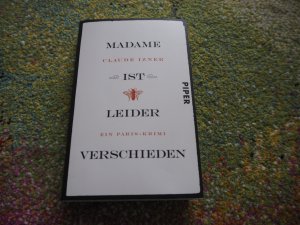 MADAME
CLAUDE IZNER
IST
LEIDER
EIN PARIS-KRIMI
VERSCHIEDEN
PIPER